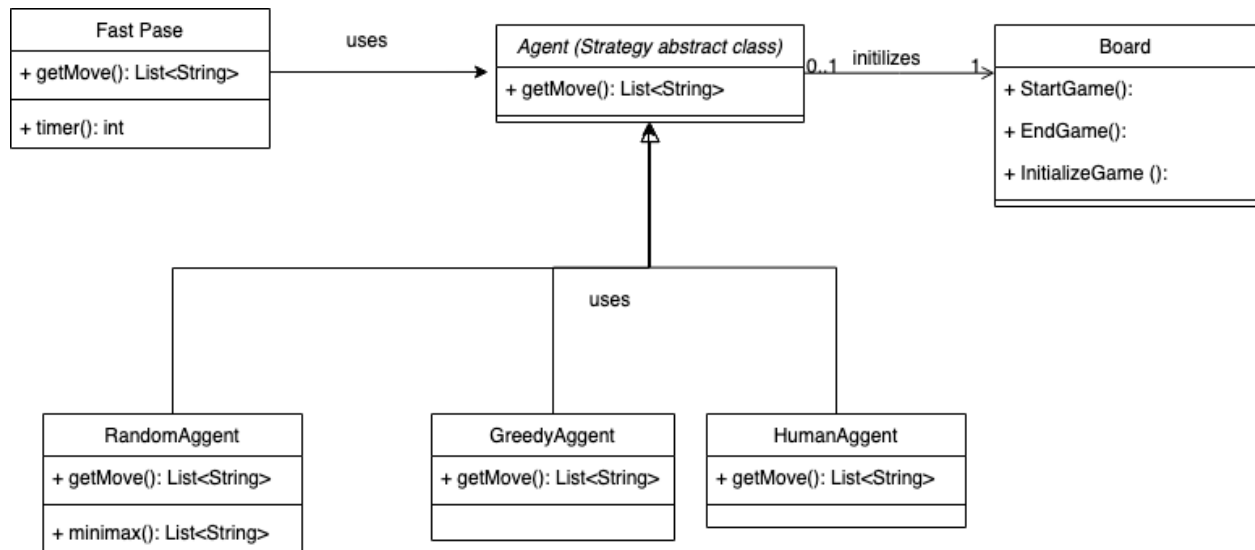 Fast Pase
+ getMove(): List<String>
+ timer(): int
uses
Agent (Strategy abstract class)
+ getMove(): List<String>
0..1
initilizes
1
Board
+ StartGame():
+ EndGame():
+ InitializeGame ():
uses
RandomAggent
+ getMove(): List<String>
+ minimax(): List<String>
GreedyAggent
+ getMove(): List<String>
HumanAggent
+ getMove(): List<String>